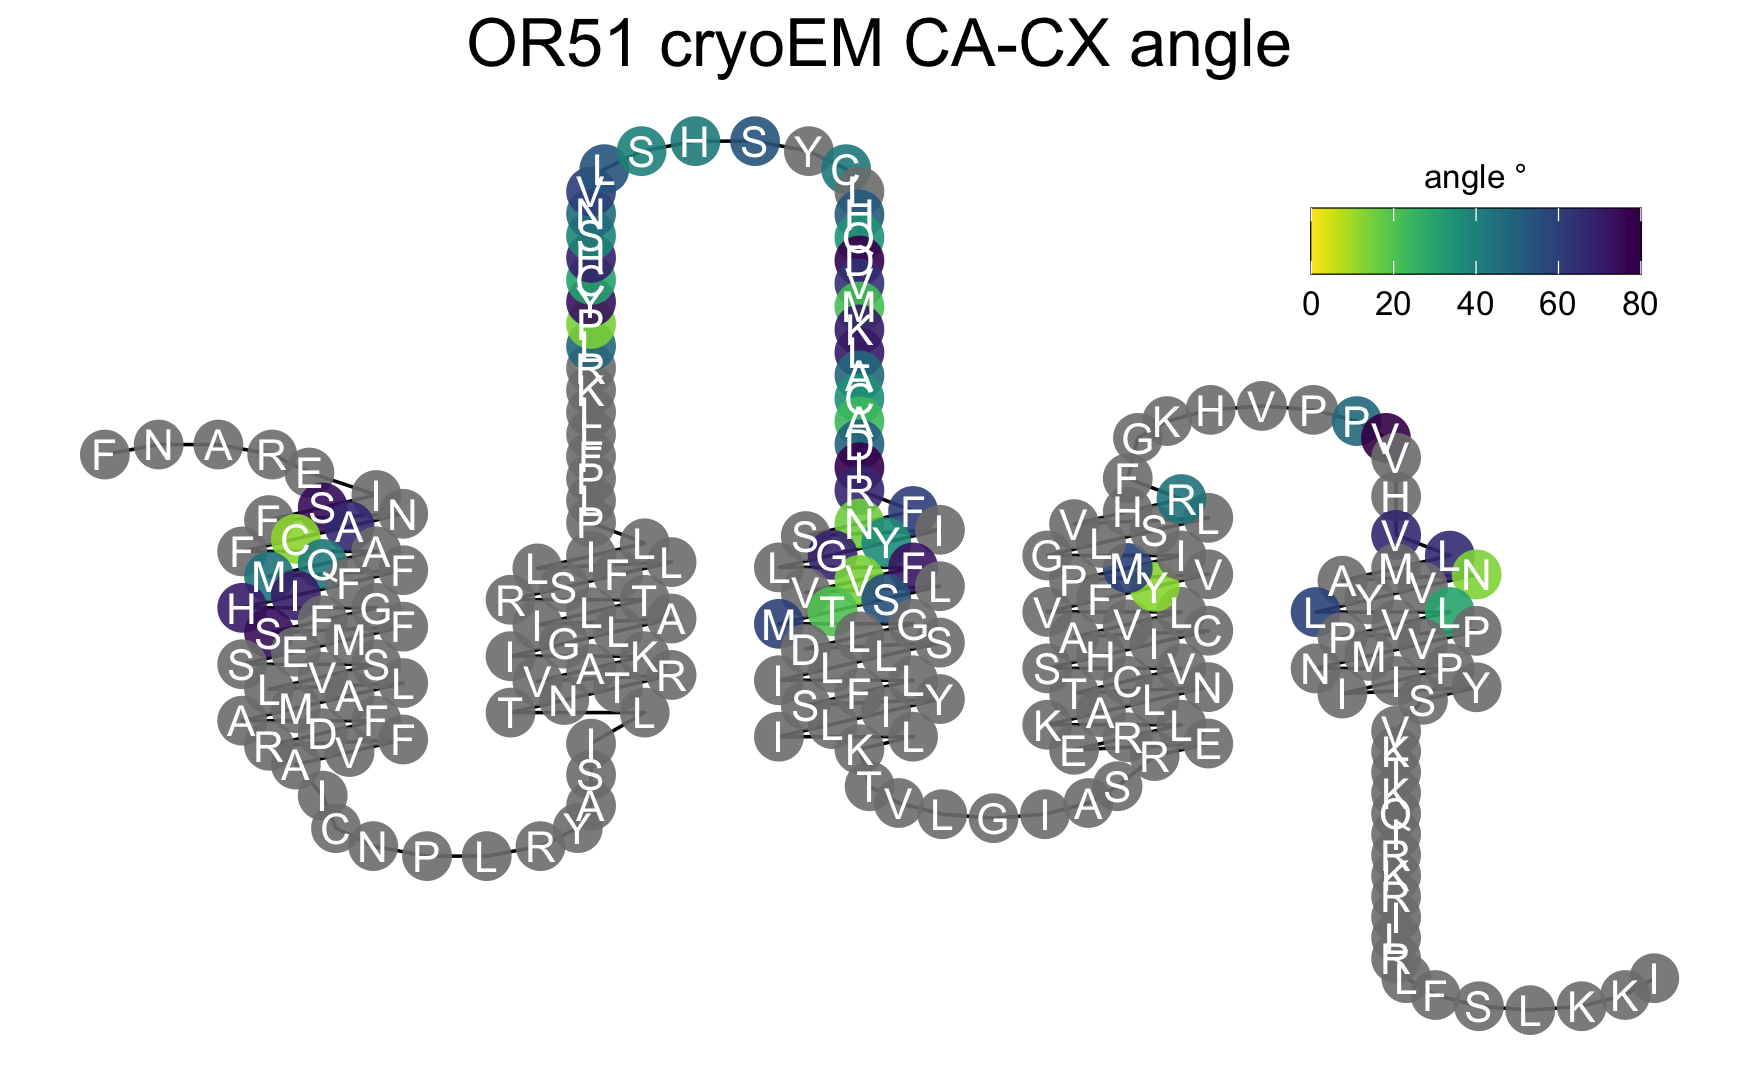 OR51 cryoEM CA-CX angle
angle °
0 20 40 60 80
F N A R E
I N
S A A F
F C Q F G F
F M I F M S L
H S E V A F F
S L M D V
A R A
I C N P L R Y A S I
L L
I F T A
L S L L K R
R I G A T L
I V N
T
P
K
R
P
Y
C
S
N
V
L S H S Y C
H
Q
D
V
M
K
L
A
C
A
D
I
R
F I
N Y F L
S G V S G S
L V T L L L Y
M D L F I L
I S L K
I
T V L G I A S
R L
H S I V
V L M Y L C
G P F V I V N
V A H C L L E
S T A R R
K E
F G K H V P P V V H
V L N
M V L P
A Y V V P Y
L P M I S
N I
V
K
K
Q
R
K
R
I
R
L F S L K K I